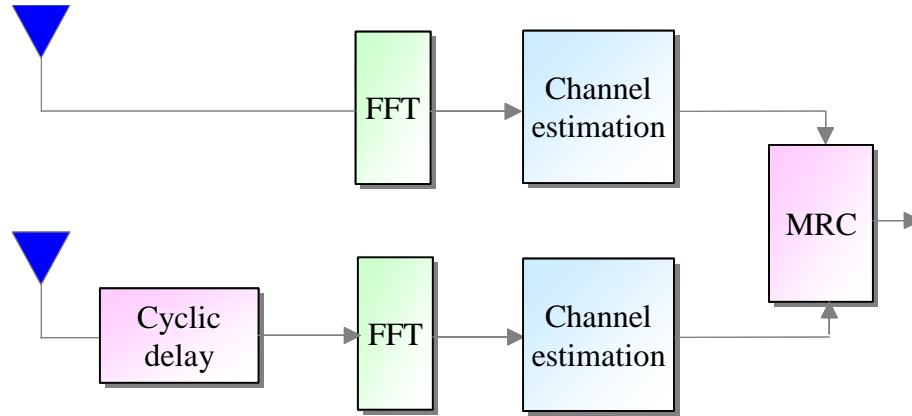 FFT
Channel
estimation
MRC
Cyclic
delay
FFT
Channel
estimation